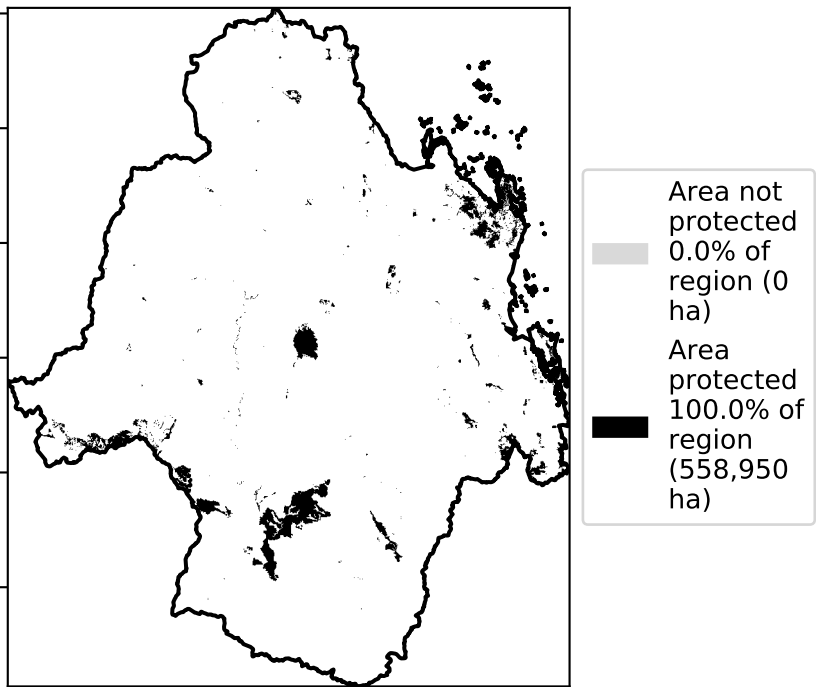 Area not
protected
0.0% of
region (0
ha)
Area
protected
100.0% of
region
(558,950
ha)